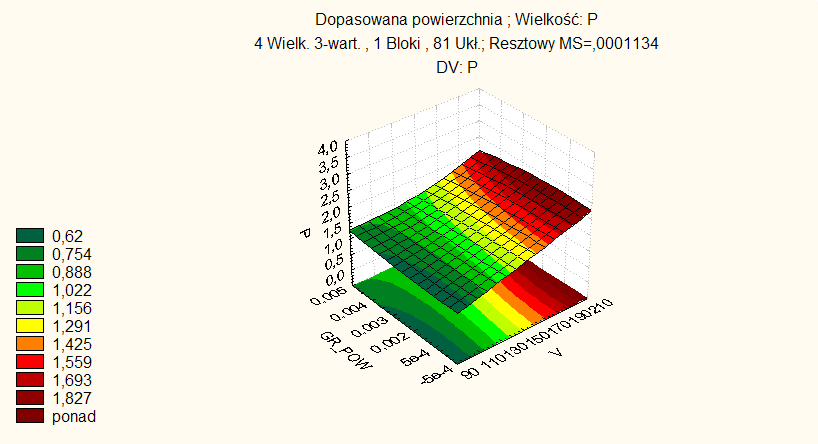 Dopasowana powierzchnia ; Wielkość: P
4 Wielk. 3-wart. , 1 Bloki , 81 Ukł.; Resztowy MS=,0001134
DV: P
4,0
3,5
3,0
2,5
2,0
1,5
1,0
0,5
0,0
P
0,005
0,004
0,003
0,002
5e-4
-5e-4
GR_POW
90 110 130 150 170 190 210
V
0,62
0,754
0,888
1,022
1,156
1,291
1,425
1,559
1,693
1,827
ponad